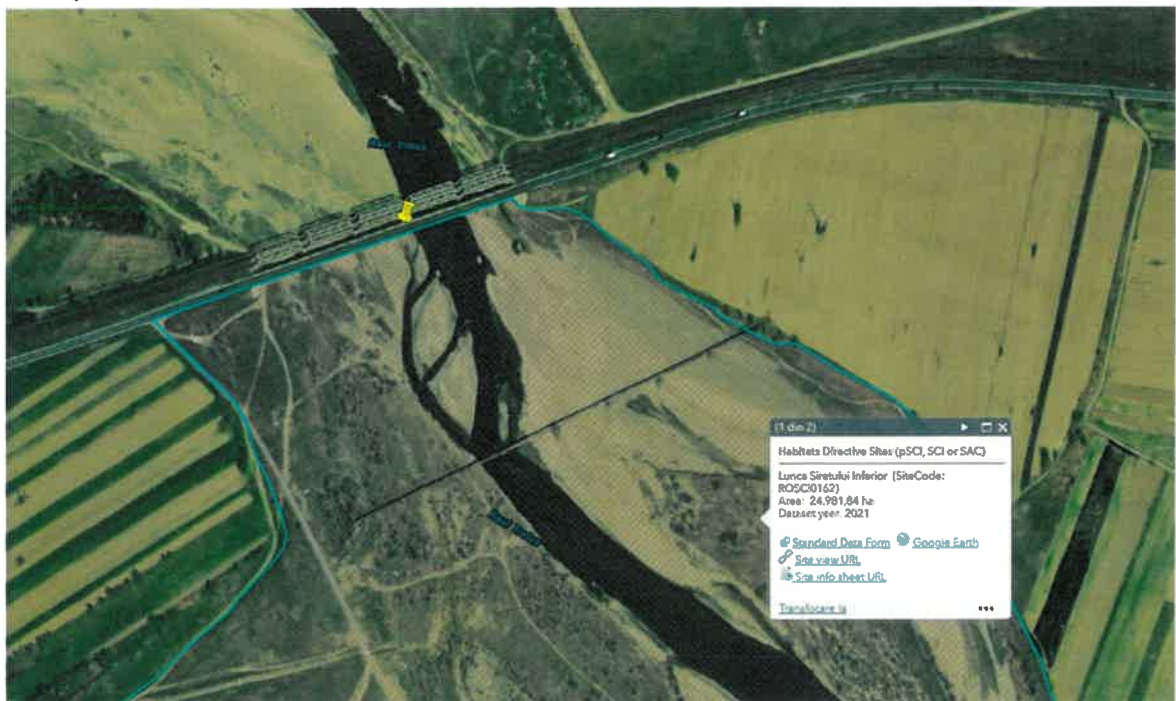 (1 din 2)
Habitats Directive Sites (pSCI, SCI or SAC)
Lunca Siretului Inferior (SiteCode:
ROSCI0162)
Area: 24.981,84 ha
Dataset year: 2021
Standard Data Form Google Earth
Site view URL
Site info sheet URL
Transfocare la